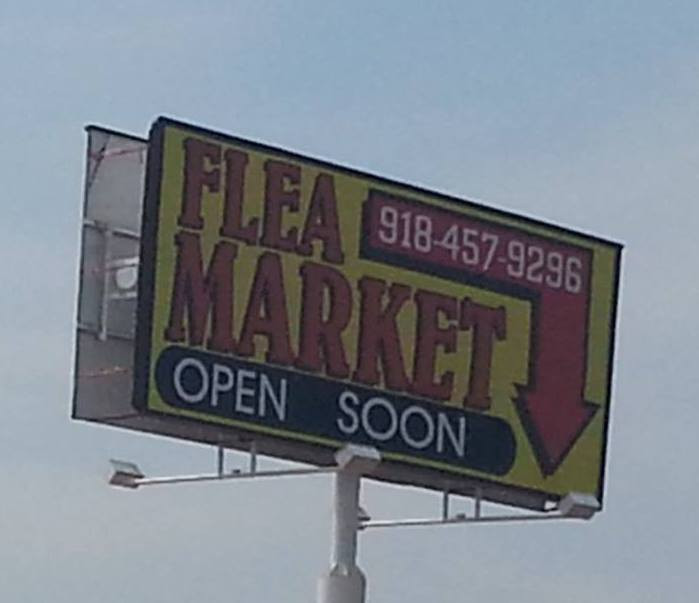 FLEA
918-457-9296
MARKET
OPEN SOON